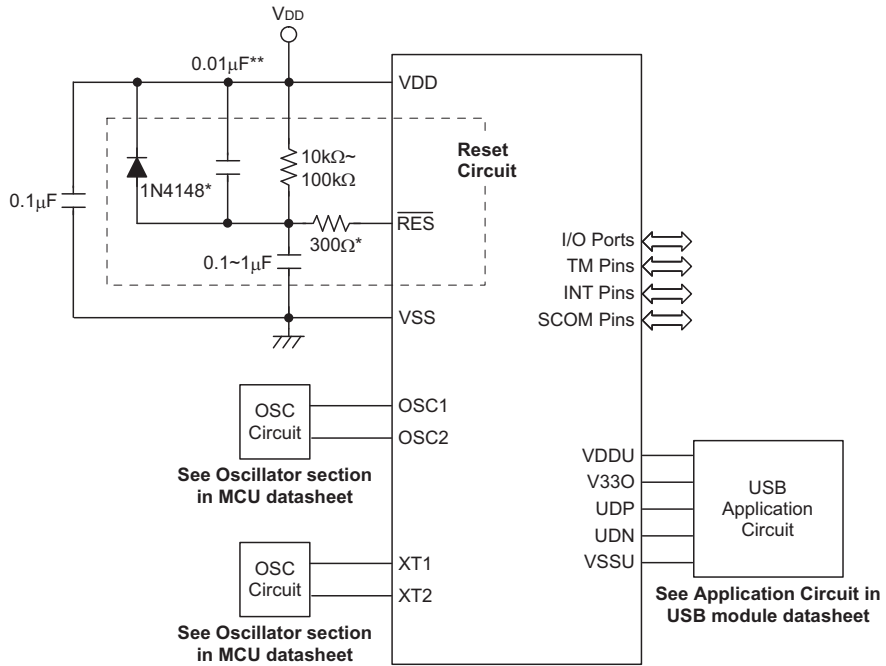 VDD
0.01μF**
VDD
Reset
Circuit
10kΩ~
100kΩ
1N4148*
0.1μF
RES
300Ω*
0.1~1μF
VSS
I/O Ports
TM Pins
INT Pins
SCOM Pins
OSC
Circuit
OSC1
OSC2
See Oscillator section
in MCU datasheet
VDDU
V33O
UDP
UDN
VSSU
USB
Application
Circuit
See Application Circuit in
USB module datasheet
OSC
Circuit
XT1
XT2
See Oscillator section
in MCU datasheet